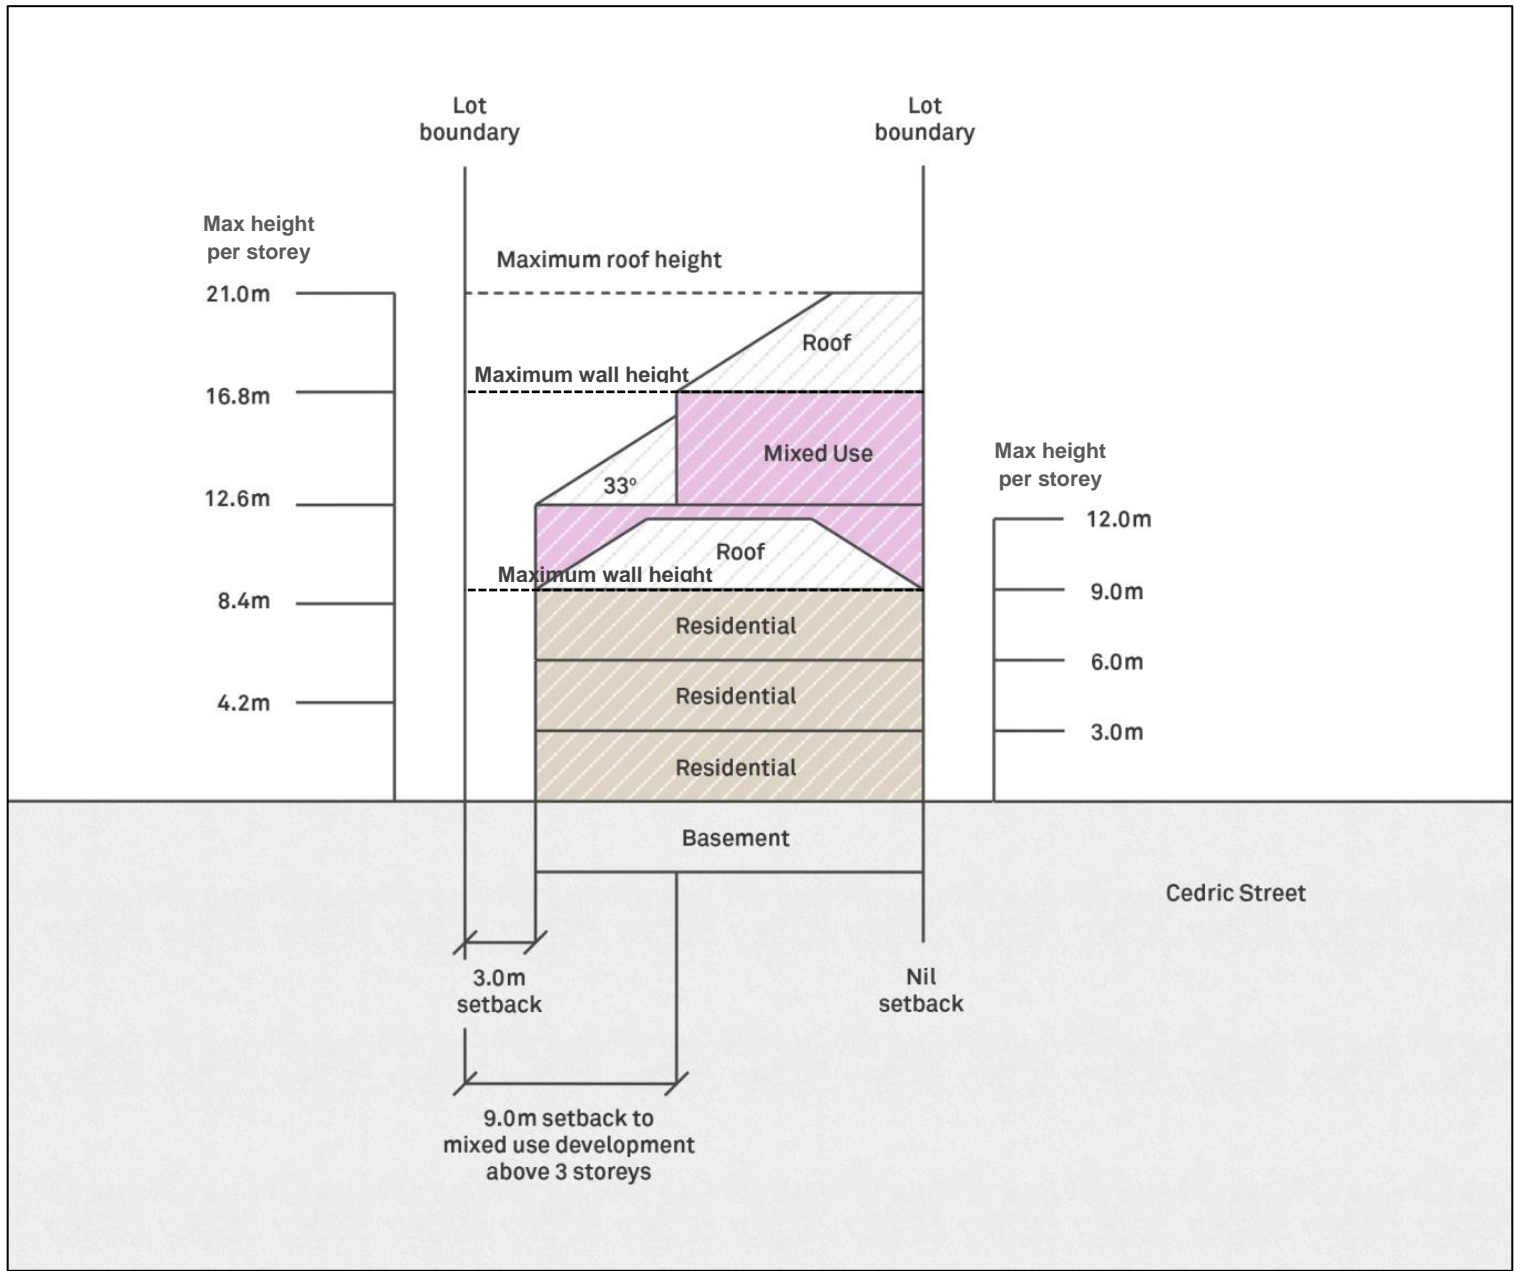 Lot
boundary
Lot
boundary
Max height
per storey
Maximum roof height
21.0m
Roof
Maximum wall height
16.8m
Mixed Use
Max height
per storey
33º
12.6m
12.0m
Roof
Maximum wall height
9.0m
8.4m
Residential
6.0m
Residential
4.2m
3.0m
Residential
Basement
Cedric Street
3.0m
setback
Nil
setback
9.0m setback to
mixed use development
above 3 storeys